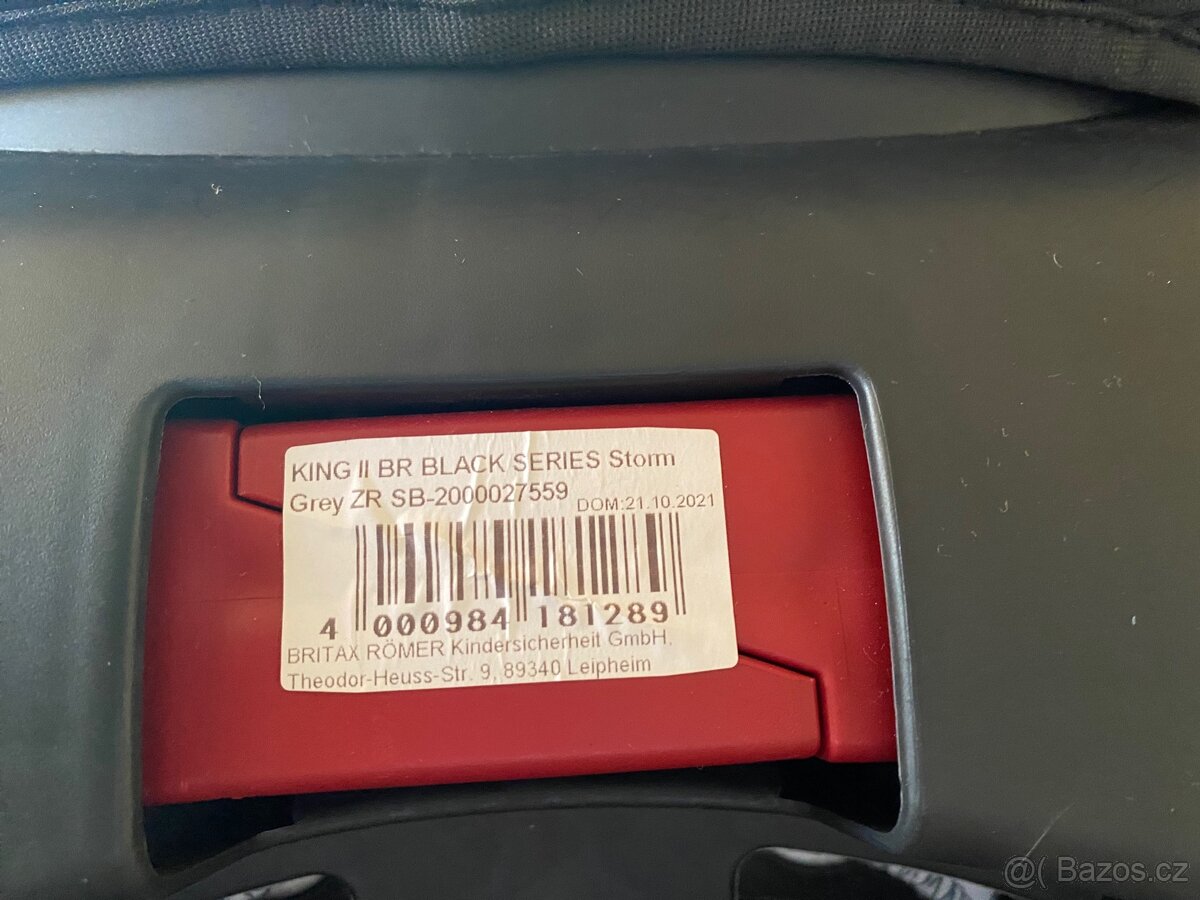 KING II BR BLACK SERIES Storm
Grey ZR SB-2000027559 DOM:21.10.2021
4 000984 181289
BRITAX RÖMER Kindersicherheit GmbH,
Theodor-Heuss-Str. 9, 89340 Leipheim
@( Bazos.cz